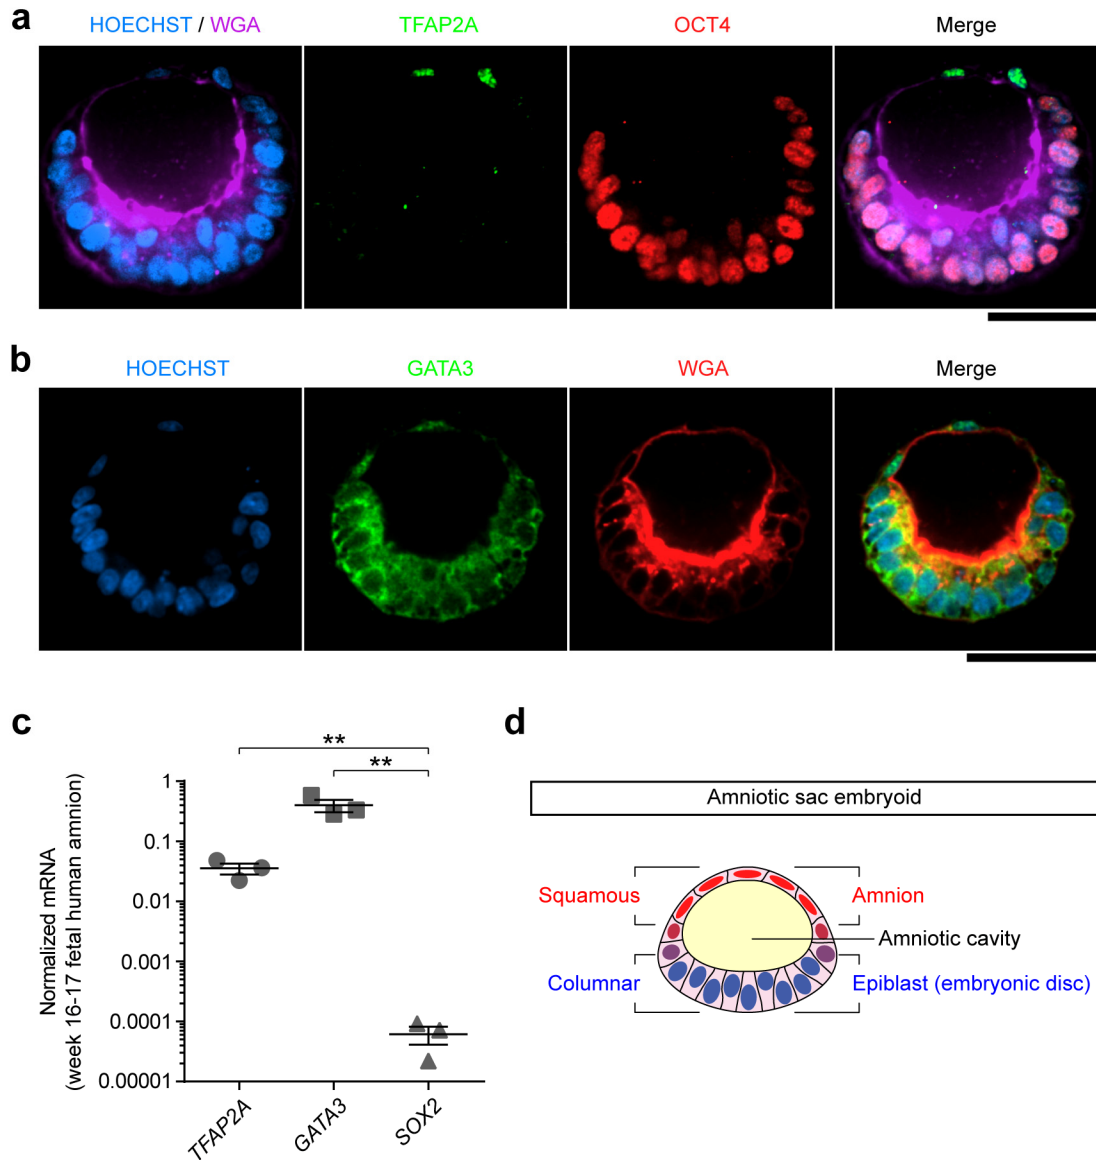 a
HOECHST / WGA
TFAP2A
OCT4
Merge
b
HOECHST
GATA3
WGA
Merge
c
**
**
Normalized mRNA
(week 16-17 fetal human amnion)
1
0.1
0.01
0.001
0.0001
0.00001
TFAP2A
GATA3
SOX2
d
Amniotic sac embryoid
Squamous
Amnion
Amniotic cavity
Columnar
Epiblast (embryonic disc)